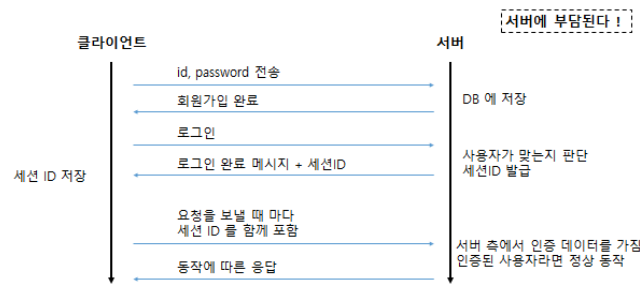 서버에 부담된다 !
클라이언트
서버
id, password 전송
회원가입 완료
DB 에 저장
로그인
로그인 완료 메시지 + 세션ID
사용자가 맞는지 판단
세션ID 발급
세션 ID 저장
요청을 보낼 때 마다
세션 ID 를 함께 포함
서버 측에서 인증 데이터를 가짐
인증된 사용자라면 정상 동작
동작에 따른 응답